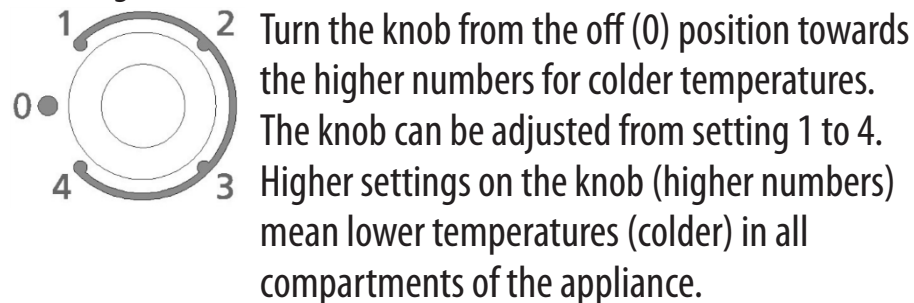 1 2
0
4 3
Turn the knob from the off (0) position towards
the higher numbers for colder temperatures.
The knob can be adjusted from setting 1 to 4.
Higher settings on the knob (higher numbers)
mean lower temperatures (colder) in all
compartments of the appliance.